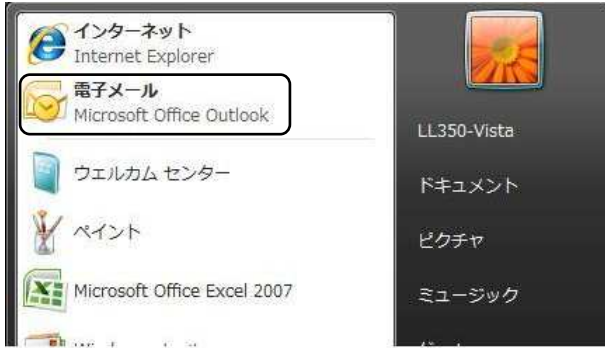 インターネット
Internet Explorer
電子メール
Microsoft Office Outlook
ウェルカム センター
ペイント
Microsoft Office Excel 2007
LL350-Vista
ドキュメント
ピクチャ
ミュージック